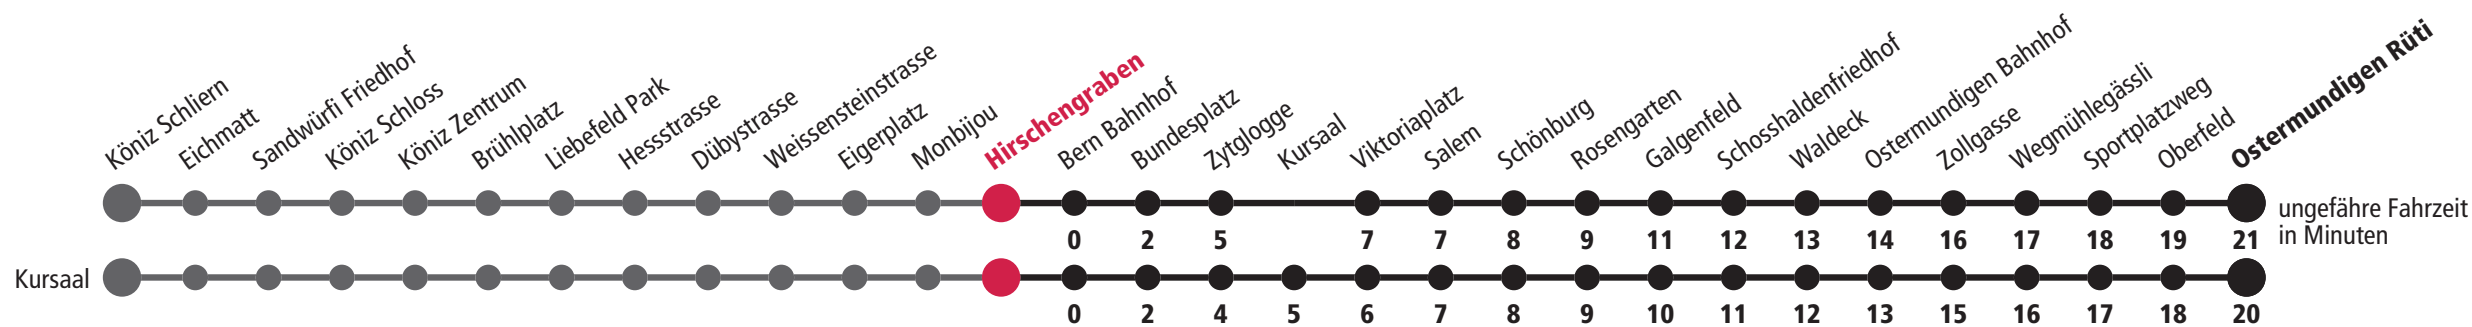 Köniz Schliern
Eichmatt
Sandwürfi Friedhof
Köniz Schloss
Köniz Zentrum
Brühlplatz
Liebefeld Park
Hessstrasse
Dübystrasse
Weissensteinstrasse
Eigerplatz
Monbijou
Hirschengraben
Bern Bahnhof
Bundesplatz
Zytglogge
Kursaal
Viktoriaplatz
Salem
Schönburg
Rosengarten
Galgenfeld
Schosshaldenfriedhof
Waldeck
Ostermundigen Bahnhof
Zollgasse
Wegmühlegässli
Sportplatzweg
Oberfeld
Ostermundigen Rüti
0 2 5 7 7 8 9 11 12 13 14 16 17 18 19 21
ungefähre Fahrzeit
in Minuten
Kursaal
0 2 4 5 6 7 8 9 10 11 12 13 15 16 17 18 20